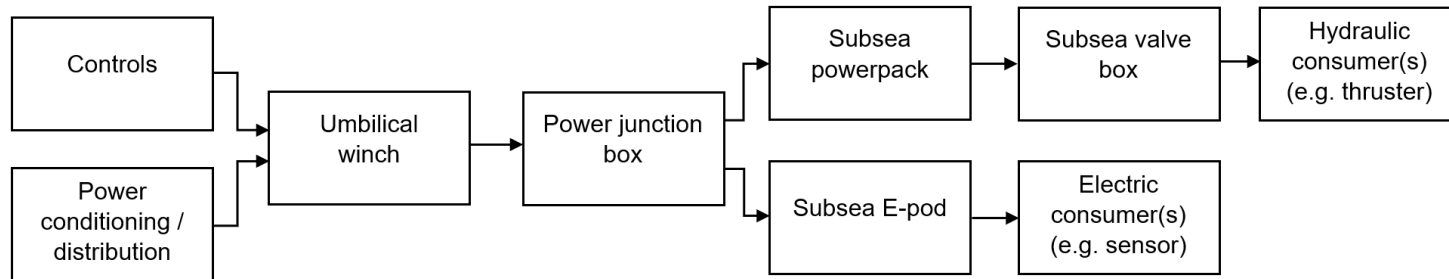 Controls
Power
conditioning /
distribution
Umbilical
winch
Power junction
box
Subsea
powerpack
Subsea valve
box
Hydraulic
consumer(s)
(e.g. thruster)
Subsea E-pod
Electric
consumer(s)
(e.g. sensor)